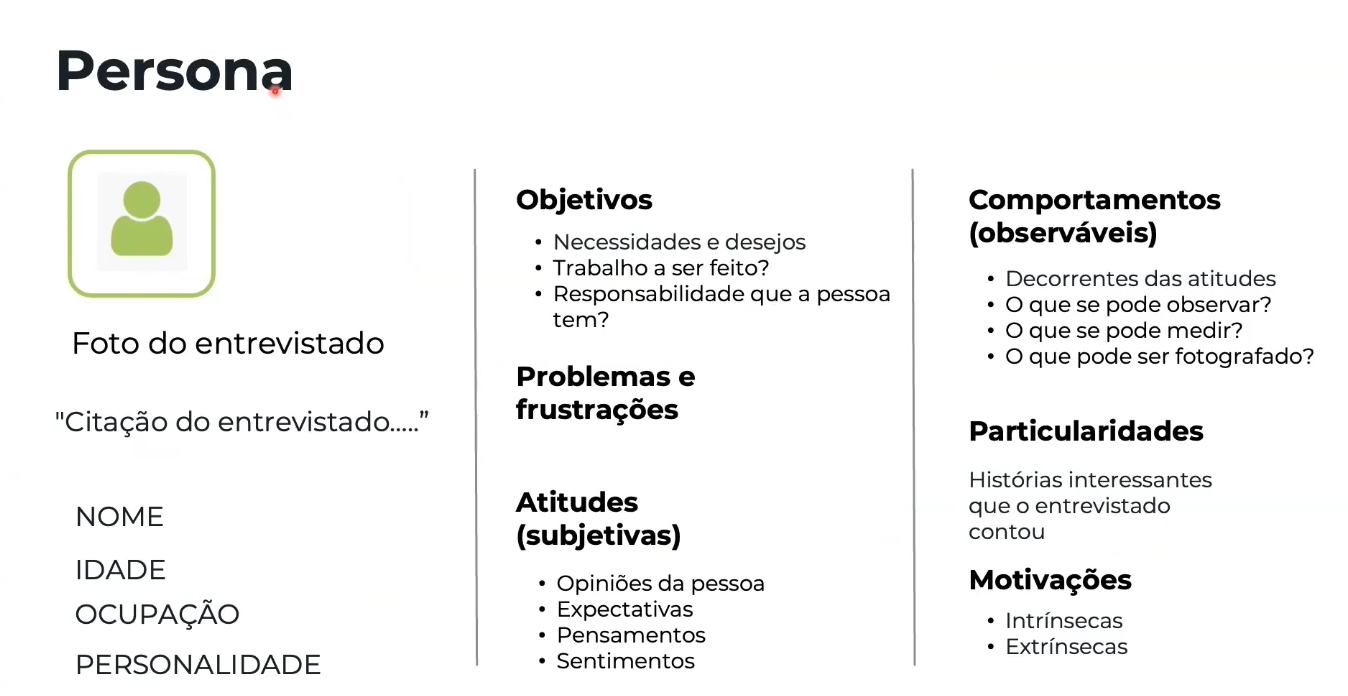 Persona
Foto do entrevistado
"Citação do entrevistado.....”
NOME
IDADE
OCUPAÇÃO
PERSONALIDADE
Objetivos
• Necessidades e desejos
• Trabalho a ser feito?
• Responsabilidade que a pessoa
tem?
Problemas e
frustrações
Atitudes
(subjetivas)
• Opiniões da pessoa
• Expectativas
• Pensamentos
• Sentimentos
Comportamentos
(observáveis)
• Decorrentes das atitudes
• O que se pode observar?
• O que se pode medir?
• O que pode ser fotografado?
Particularidades
Histórias interessantes
que o entrevistado
contou
Motivações
• Intrínsecas
• Extrínsecas